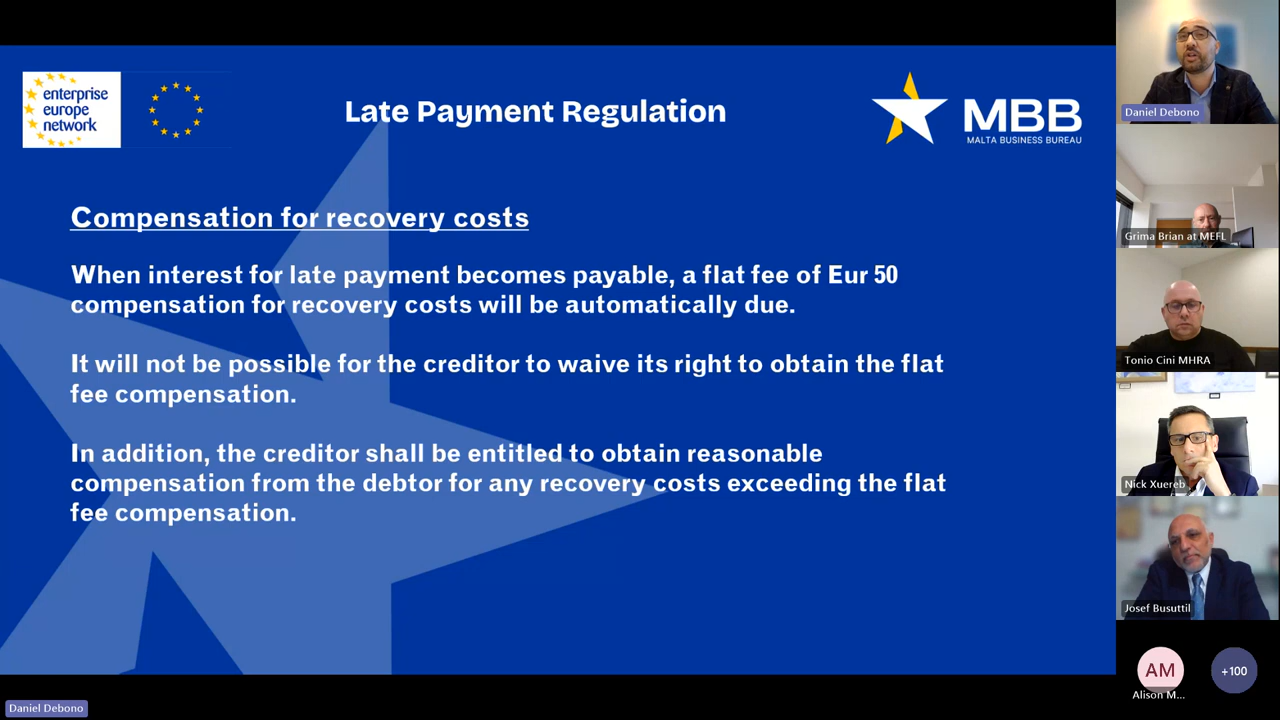 enterprise
europe
network
Late Payment Regulation
MBB
MALTA BUSINESS BUREAU
Compensation for recovery costs
When interest for late payment becomes payable, a flat fee of Eur 50
compensation for recovery costs will be automatically due.
It will not be possible for the creditor to waive its right to obtain the flat
fee compensation.
In addition, the creditor shall be entitled to obtain reasonable
compensation from the debtor for any recovery costs exceeding the flat
fee compensation.
Daniel Debono
Grima Brian at MEFL
Tonio Cini MHRA
Nick Xuereb
Josef Busuttil
AM
+100
Alison M...
Daniel Debono